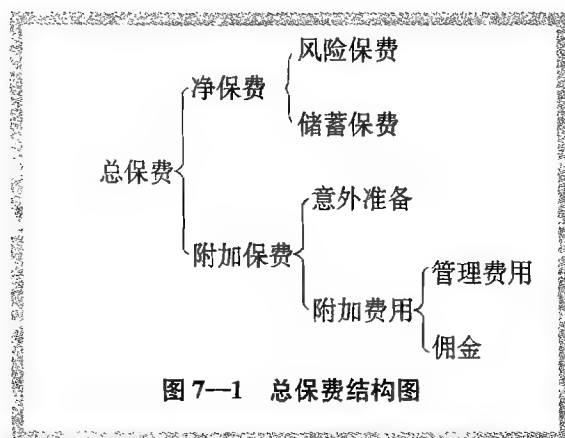 风险保费
净保费
储蓄保费
总保费
意外准备
附加保费
管理费用
附加费用
佣金
图 7—1 总保费结构图